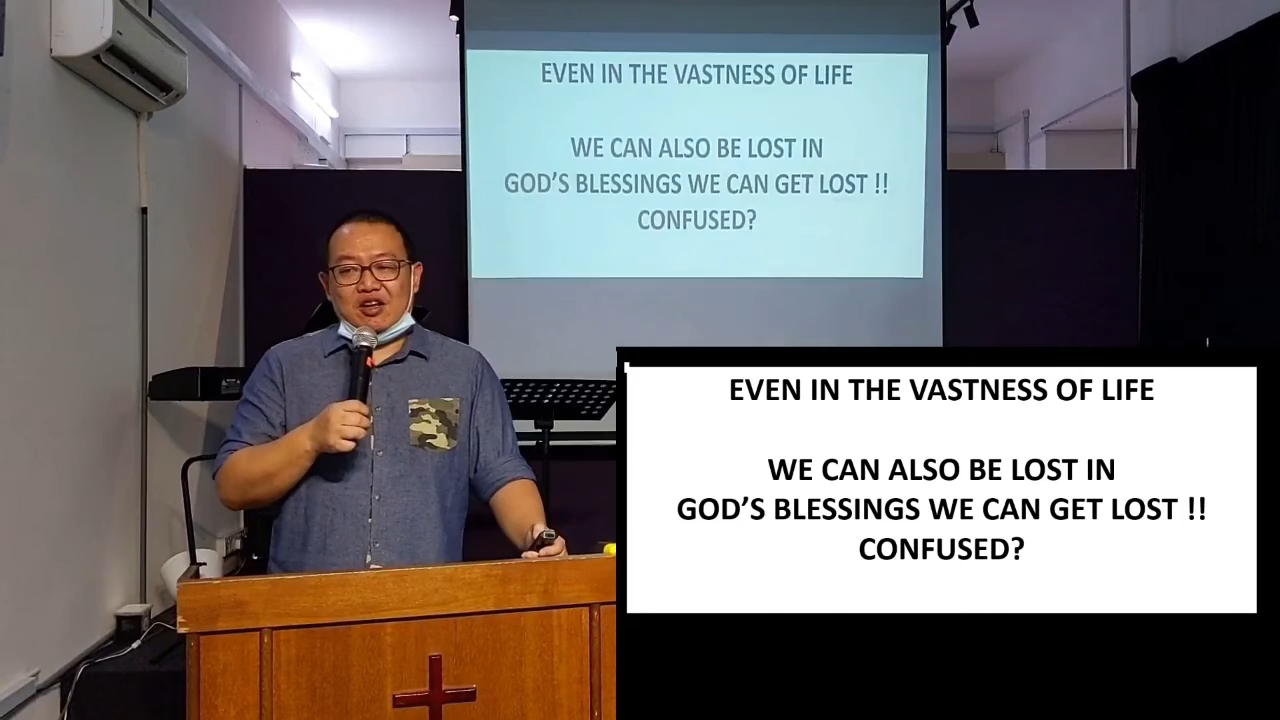 EVEN IN THE VASTNESS OF LIFE
WE CAN ALSO BE LOST IN
GOD'S BLESSINGS WE CAN GET LOST !!
CONFUSED?
EVEN IN THE VASTNESS OF LIFE
WE CAN ALSO BE LOST IN
GOD'S BLESSINGS WE CAN GET LOST !!
CONFUSED?